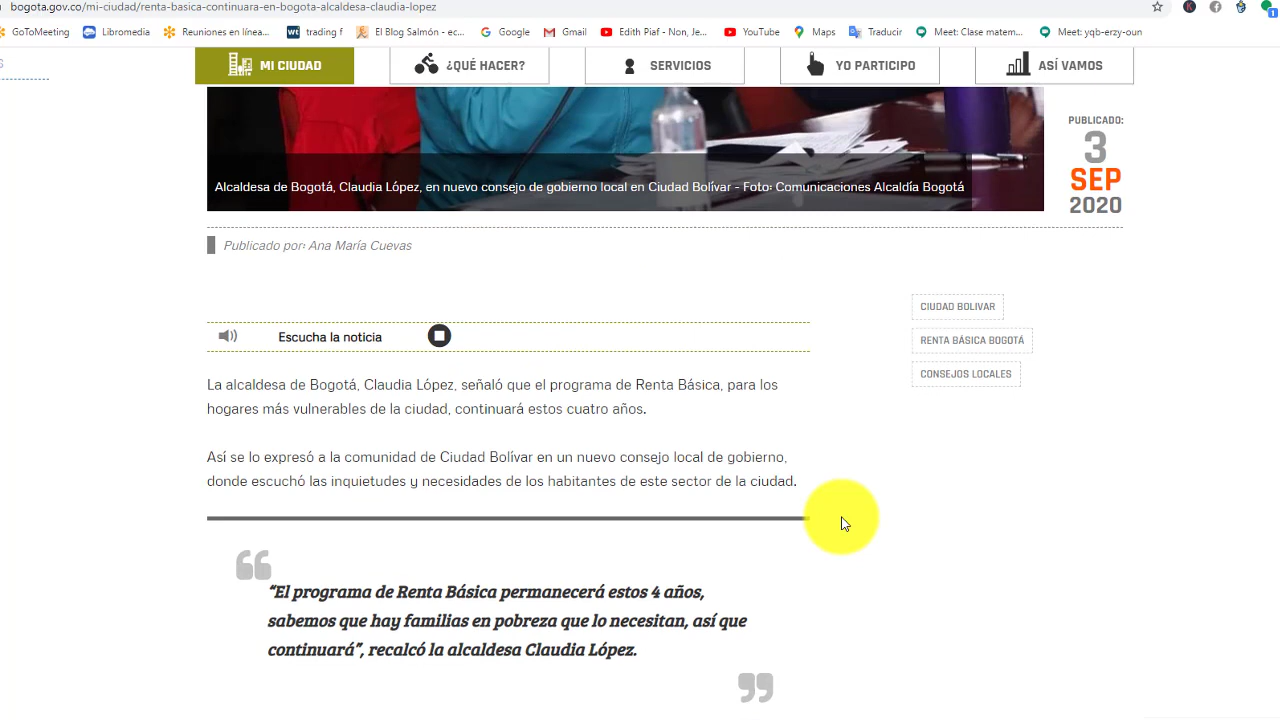 bogota.gov.co/mi-ciudad/renta-basica-continuara-en-bogota-alcaldesa-claudia-lopez
GoToMeeting Libromedia Reuniones en línea... wt trading f El Blog Salmón - ec... Google Gmail Edith Piaf - Non, Je... YouTube Maps Traducir Meet: Clase matem... Meet: yqb-erzy-oun
S
MI CIUDAD ¿QUÉ HACER? SERVICIOS YO PARTICIPO ASÍ VAMOS
Alcaldesa de Bogotá, Claudia López, en nuevo consejo de gobierno local en Ciudad Bolívar - Foto: Comunicaciones Alcaldía Bogotá
PUBLICADO:
3
SEP
2020
Publicado por: Ana María Cuevas
Escucha la noticia
CIUDAD BOLIVAR
RENTA BÁSICA BOGOTÁ
CONSEJOS LOCALES
La alcaldesa de Bogotá, Claudia López, señaló que el programa de Renta Básica, para los
hogares más vulnerables de la ciudad, continuará estos cuatro años.
Así se lo expresó a la comunidad de Ciudad Bolívar en un nuevo consejo local de gobierno,
donde escuchó las inquietudes y necesidades de los habitantes de este sector de la ciudad.
“El programa de Renta Básica permanecerá estos 4 años,
sabemos que hay familias en pobreza que lo necesitan, así que
continuará”, recalcó la alcaldesa Claudia López.